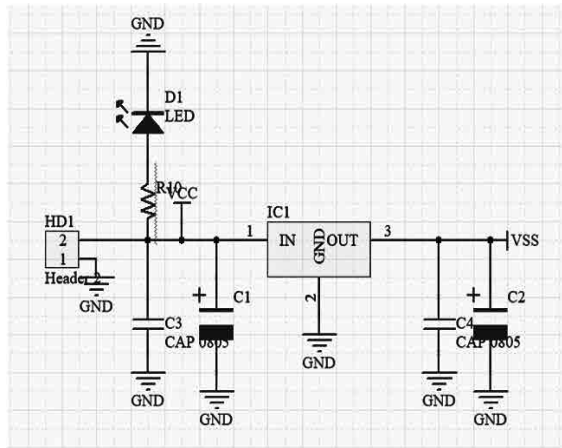 GND
D1
LED
R10
VCC
HD1
2
1
Header 2
GND
IC1
1
IN
GND
OUT
3
2
GND
VSS
C3
CAP 0805
GND
C1
GND
C4
CAP 0805
GND
C2
GND